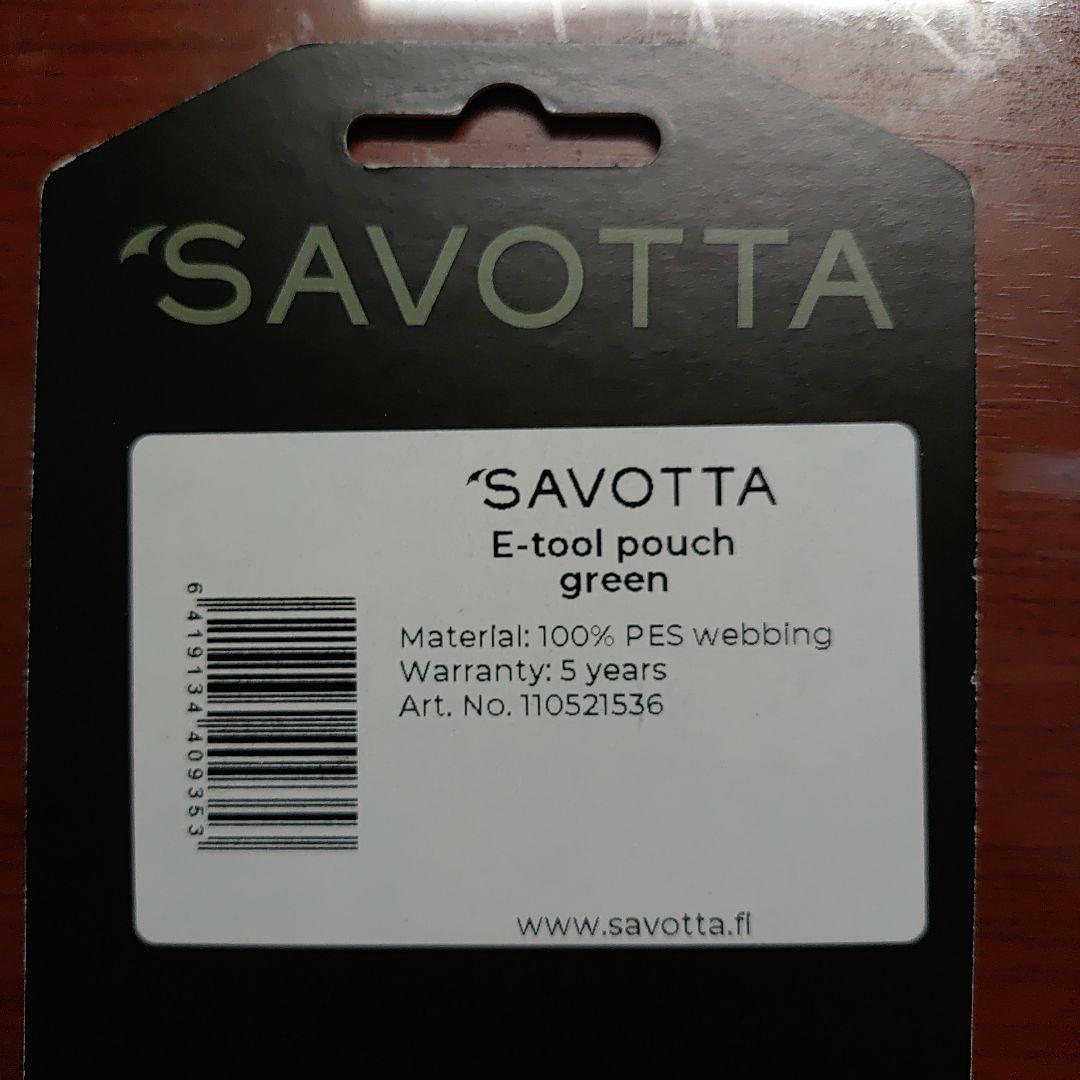 SAVOTTA
SAVOTTA
E-tool pouch
green
Material: 100% PES webbing
Warranty: 5 years
Art. No. 110521536
6 419134 409353
www.savotta.fi